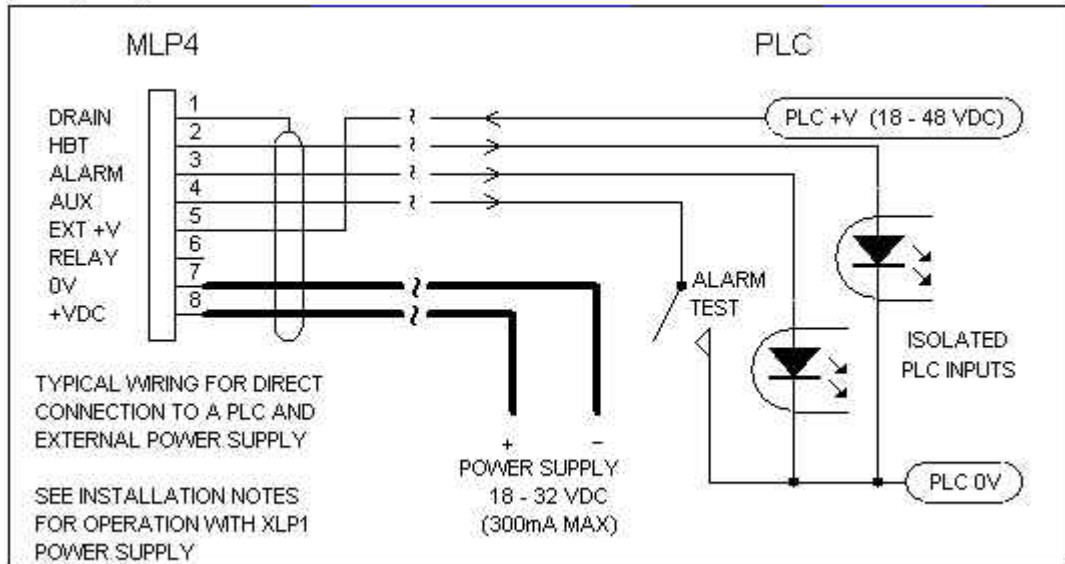 MLP4
PLC
DRAIN
1
HBT
2
ALARM
3
AUX
4
EXT +V
5
RELAY
6
0V
7
+VDC
8
PLC +V (18 - 48 VDC)
ALARM
TEST
ISOLATED
PLC INPUTS
PLC 0V
+ –
POWER SUPPLY
18 - 32 VDC
(300mA MAX)
TYPICAL WIRING FOR DIRECT
CONNECTION TO A PLC AND
EXTERNAL POWER SUPPLY
SEE INSTALLATION NOTES
FOR OPERATION WITH XLP1
POWER SUPPLY